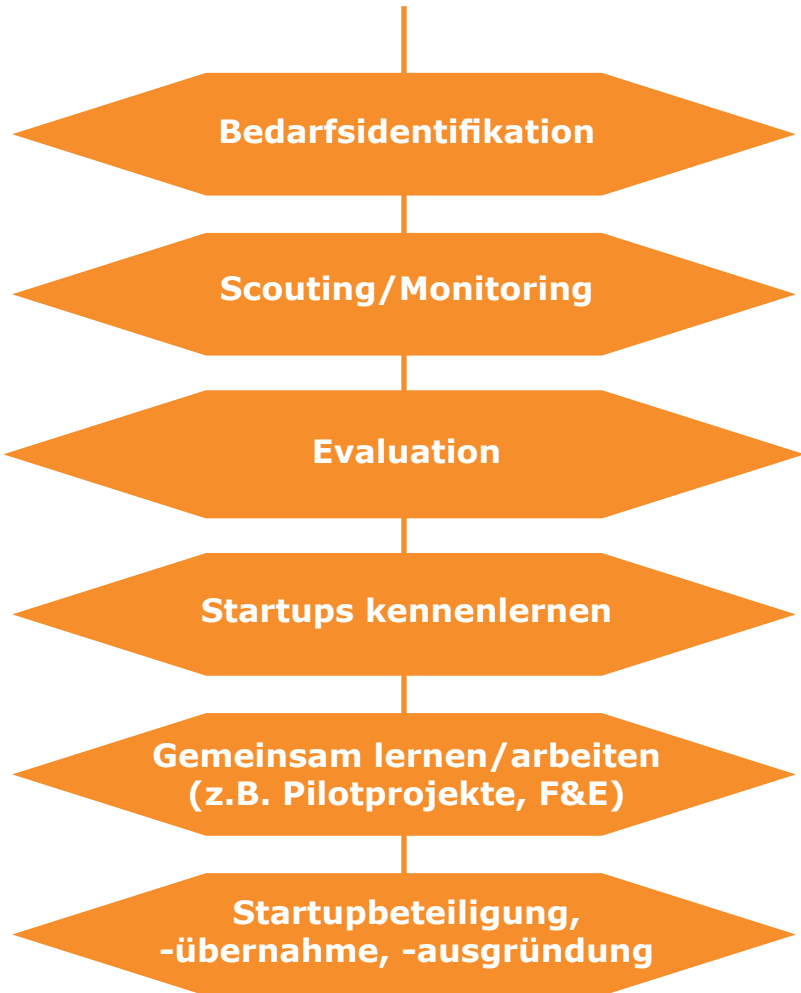 Bedarfsidentifikation
Scouting/Monitoring
Evaluation
Startups kennenlernen
Gemeinsam lernen/arbeiten
(z.B. Pilotprojekte, F&E)
Startupbeteiligung,
-übernahme, -ausgründung